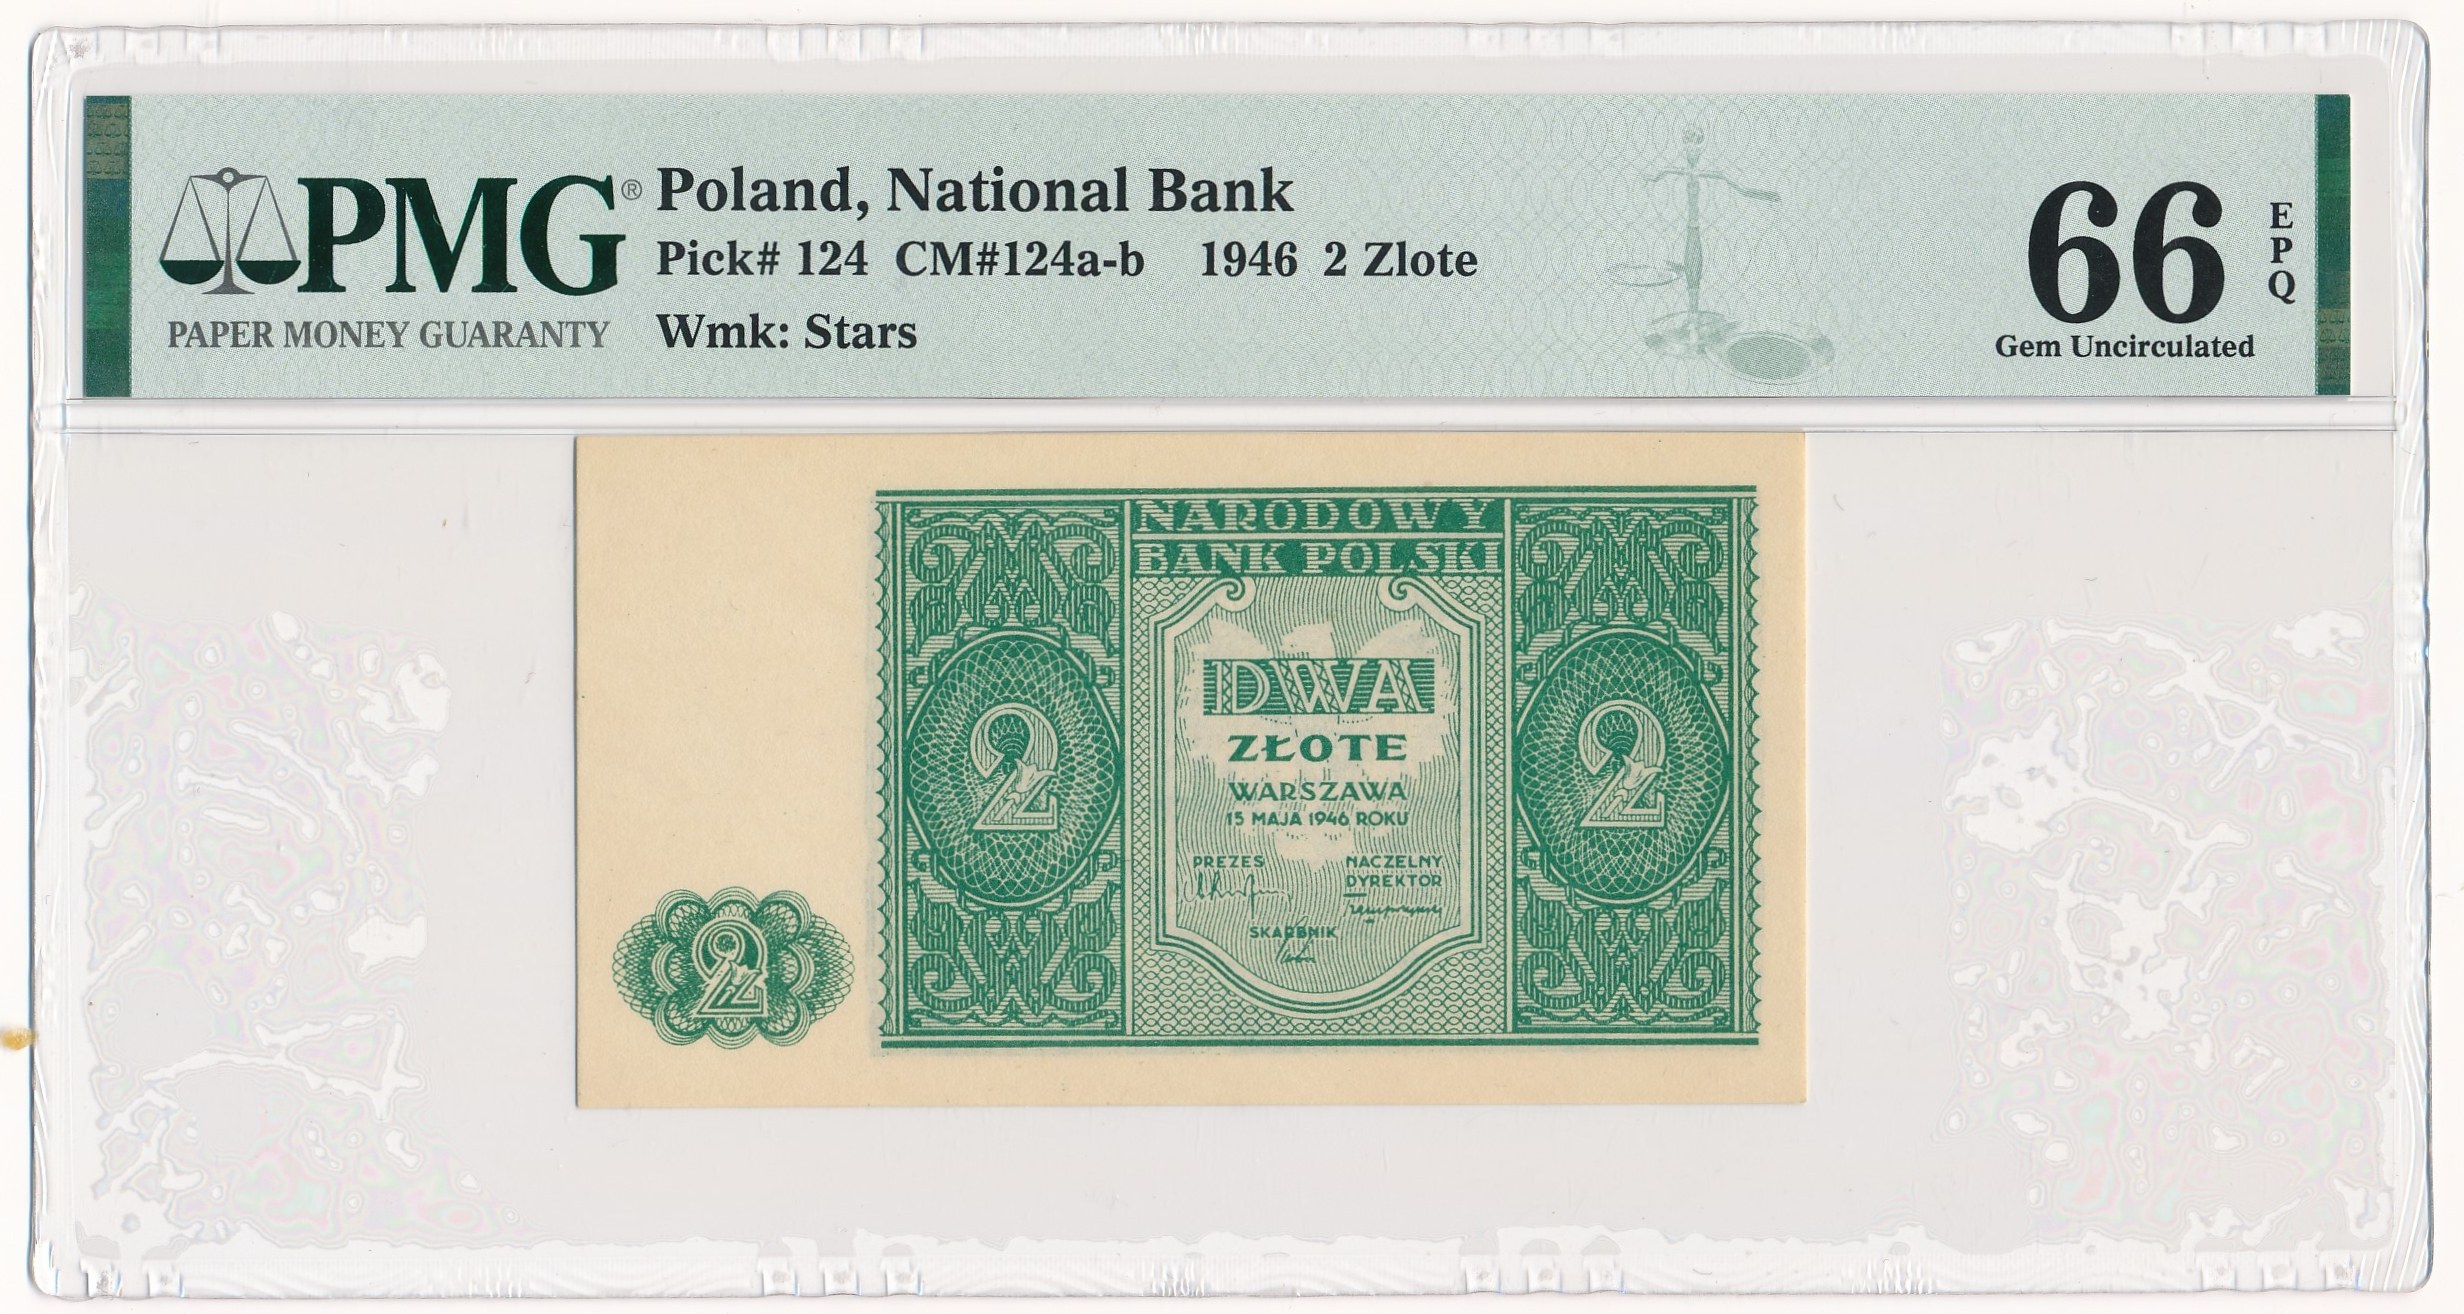 PMG®
PAPER MONEY GUARANTY
Poland, National Bank
Pick# 124 CM#124a-b 1946 2 Zlote
Wmk: Stars
66
EPQ
Gem Uncirculated
NARODOWY
BANK POLSKI
DWA
ZŁOTE
WARSZAWA
15 MAJA 1946 ROKU
2
2
PREZES
NACZELNY
DYREKTOR
SKARBNIK
2